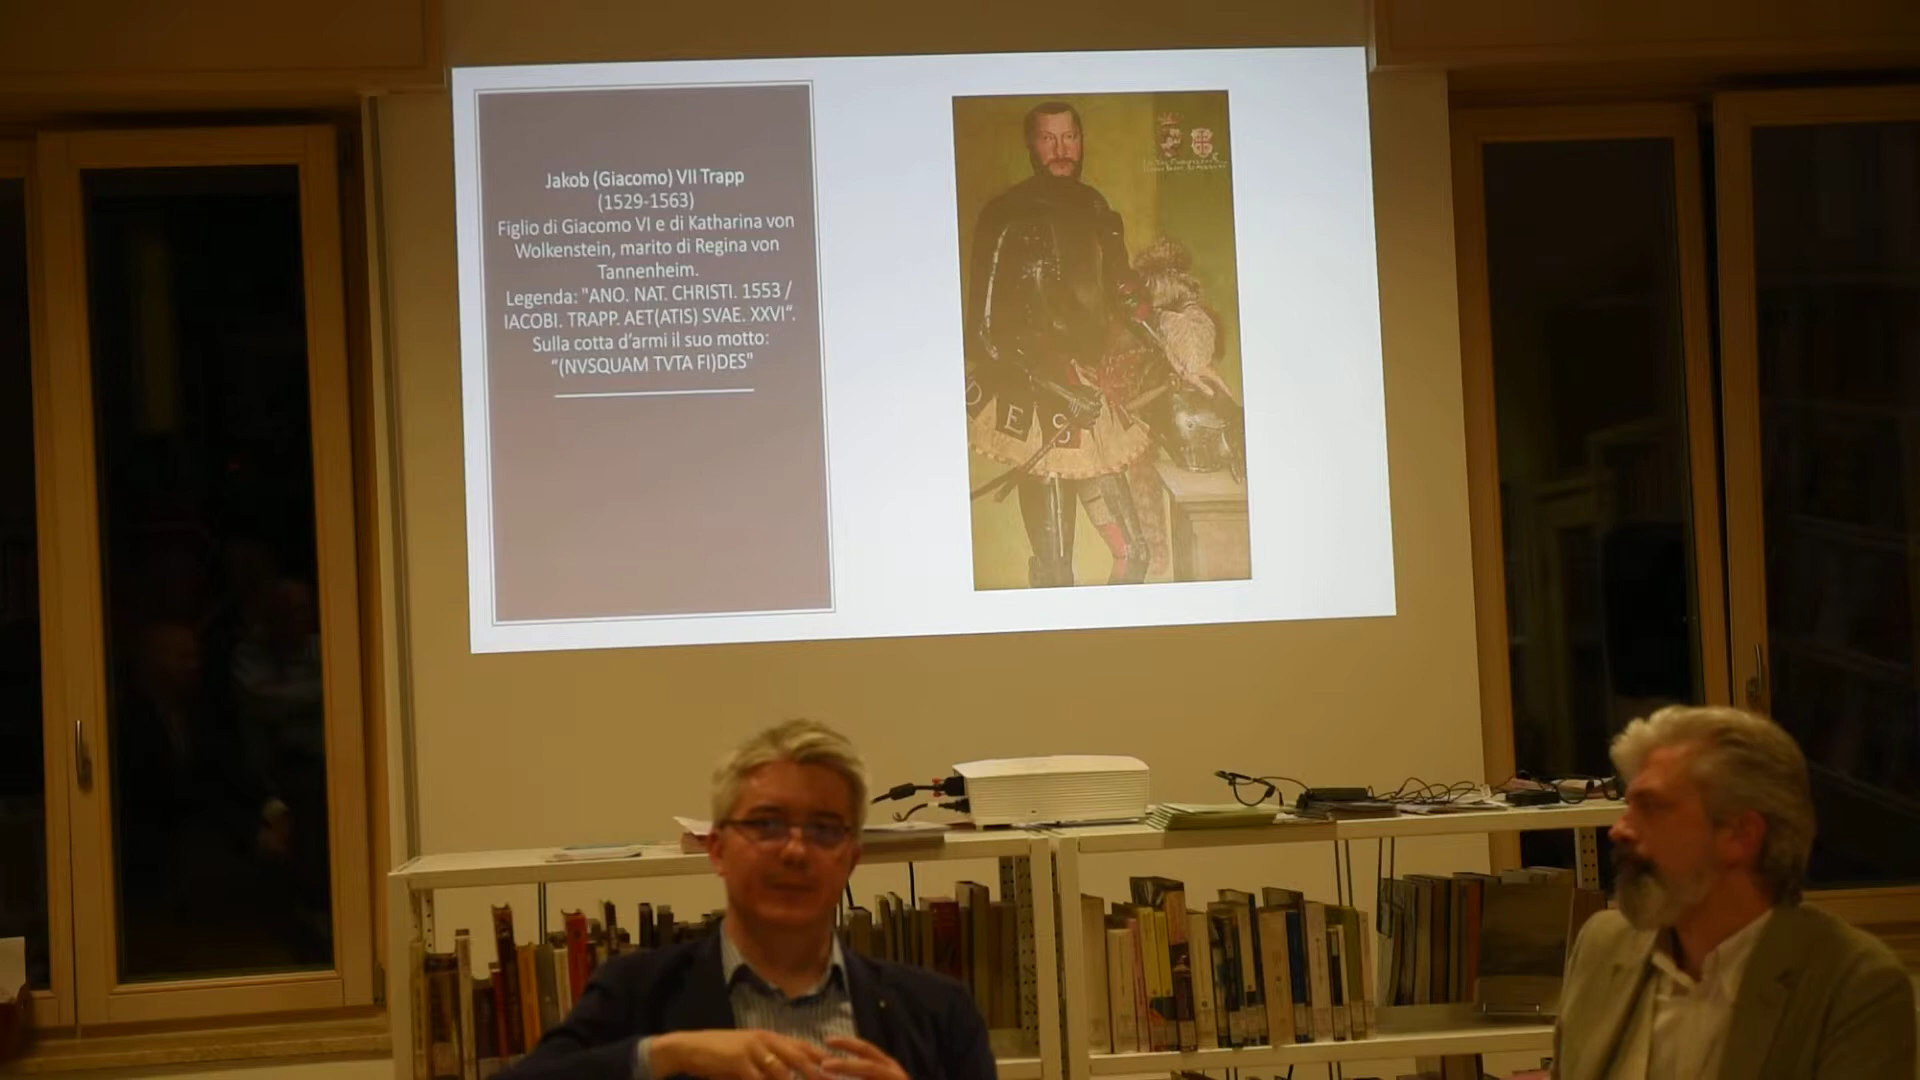 Jakob (Giacomo) VII Trapp
(1529-1563)
Figlio di Giacomo VI e di Katharina von
Wolkenstein, marito di Regina von
Tannenheim.
Legenda: "ANO. NAT. CHRISTI. 1553 /
IACOBI. TRAPP. AET(ATIS) SVAE. XXVI“.
Sulla cotta d’armi il suo motto:
“(NVSQUAM TVTA FI)DES"
D E S